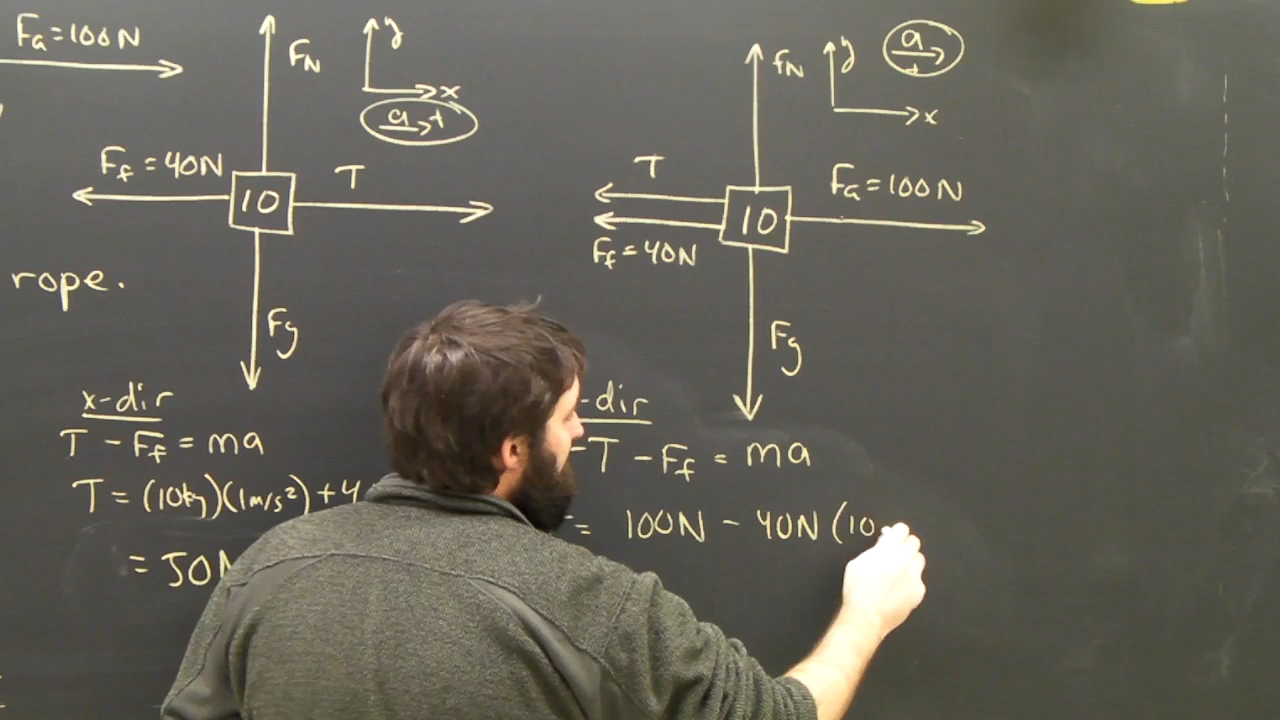 Fa = 100N
FN
y
x
a +
Ff = 40N
10
T
Fg
rope.
x-dir
T - Ff = ma
T = (10kg)(1m/s²) + 4
= 50N
FN
y
x
a
+
T
Fa = 100N
10
Ff = 40N
Fg
-dir
-T - Ff = ma
= 100N - 40N (10